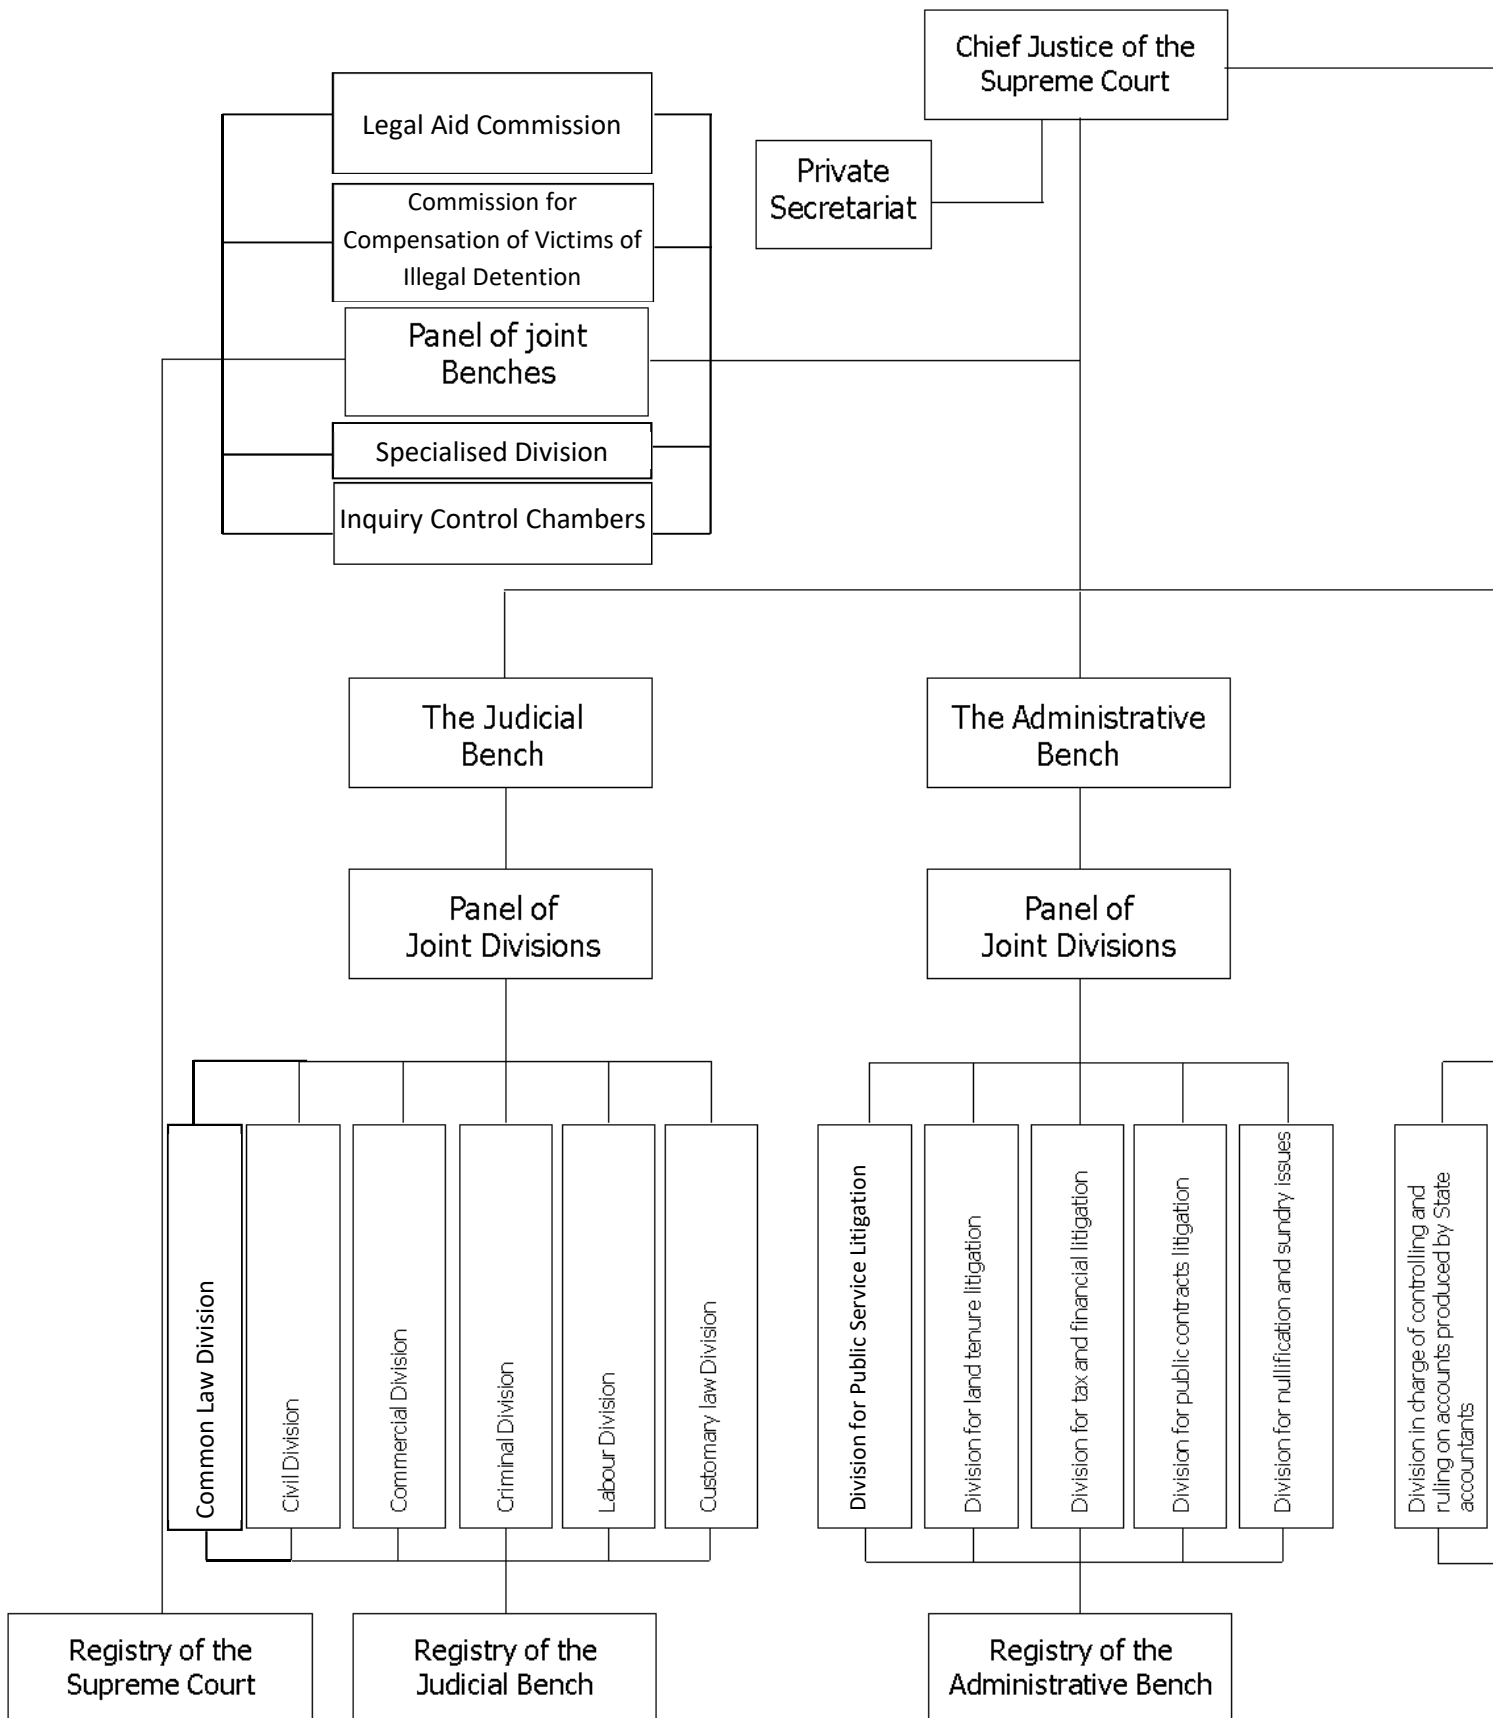 Chief Justice of the
Supreme Court
Legal Aid Commission
Private
Secretariat
Commission for
Compensation of Victims of
Illegal Detention
Panel of joint
Benches
Specialised Division
Inquiry Control Chambers
The Judicial
Bench
The Administrative
Bench
Panel of
Joint Divisions
Panel of
Joint Divisions
Common Law Division
Civil Division
Commercial Division
Criminal Division
Labour Division
Customary law Division
Division for Public Service Litigation
Division for land tenure litigation
Division for tax and financial litigation
Division for public contracts litigation
Division for nullification and sundry issues
Division in charge of controlling and
ruling on accounts produced by State
accountants
Registry of the
Supreme Court
Registry of the
Judicial Bench
Registry of the
Administrative Bench